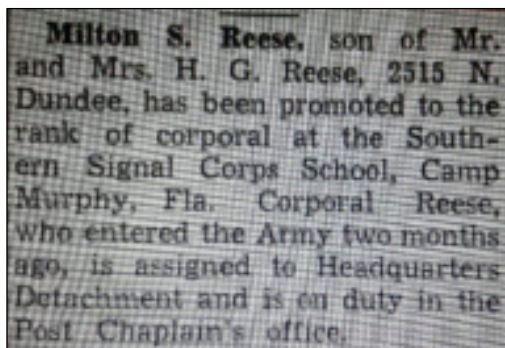 Milton S. Reese, son of Mr.
and Mrs. H. G. Reese, 2515 N.
Dundee, has been promoted to the
rank of corporal at the South-
ern Signal Corps School, Camp
Murphy, Fla. Corporal Reese,
who entered the Army two months
ago, is assigned to Headquarters
Detachment and is on duty in the
Post Chaplain's office.